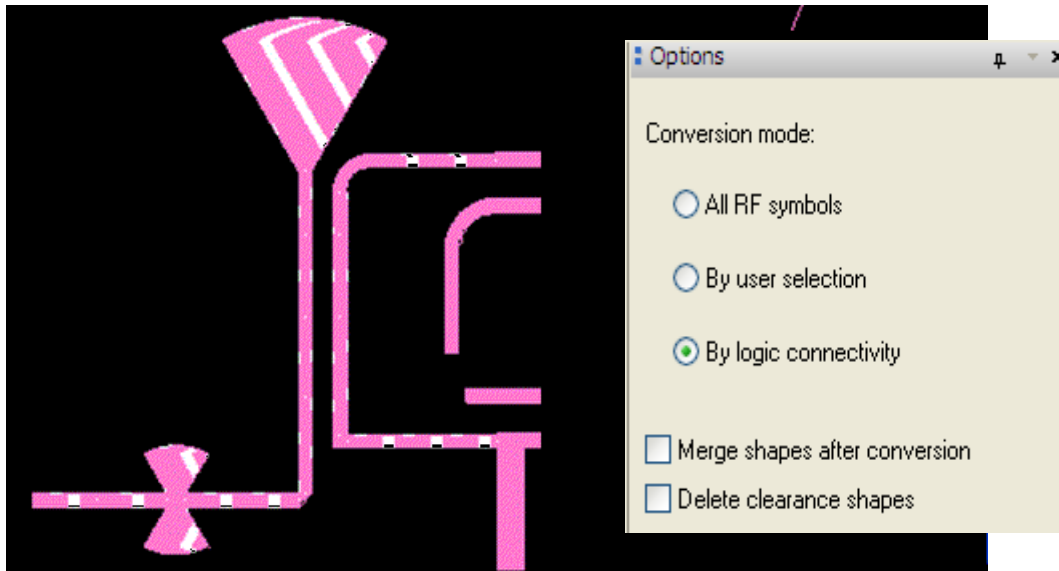 Options
Conversion mode:
All RF symbols
By user selection
By logic connectivity
Merge shapes after conversion
Delete clearance shapes